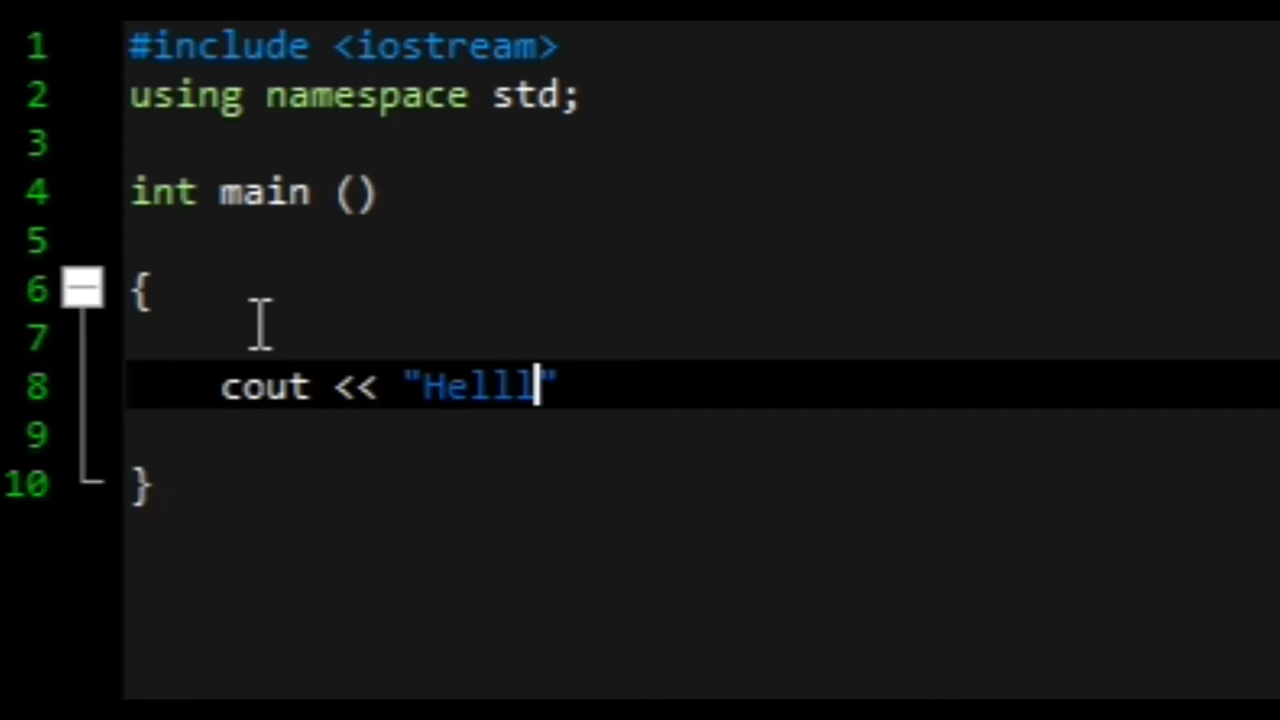 1 #include <iostream>
2 using namespace std;
3
4 int main ()
5
6 {
7
8 cout << "Helll"
9
10 }